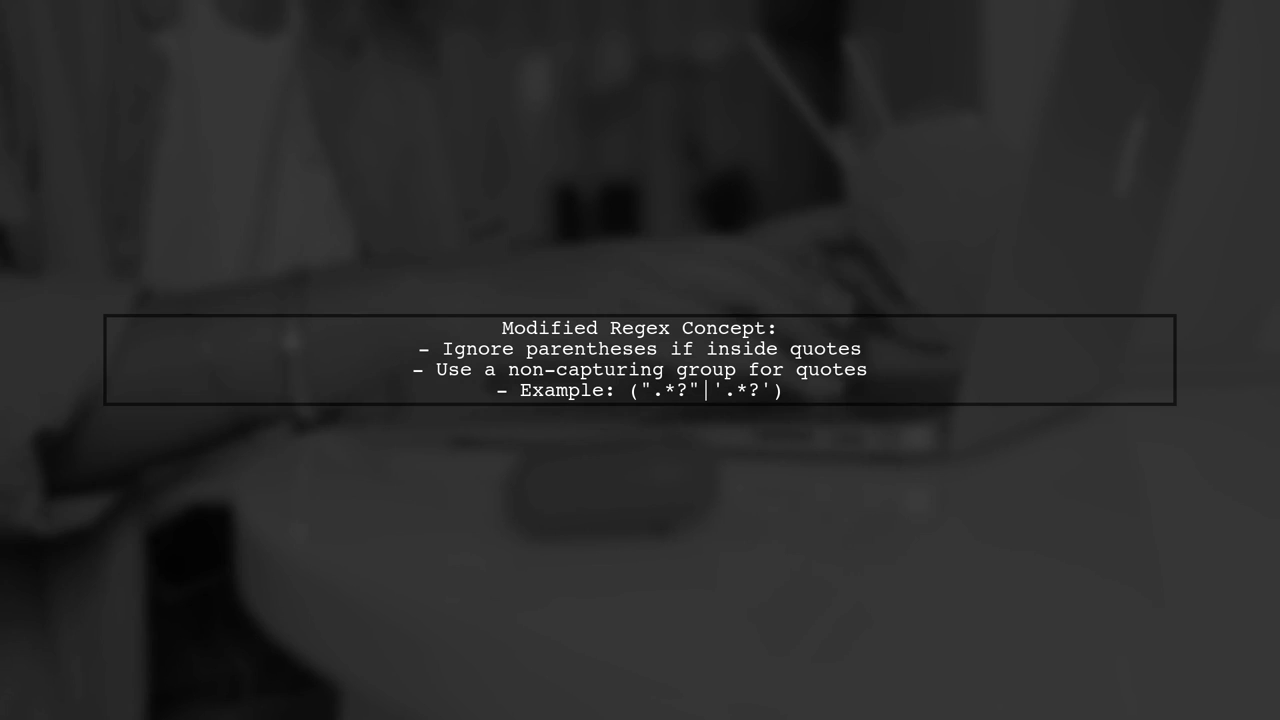 Modified Regex Concept:
- Ignore parentheses if inside quotes
- Use a non-capturing group for quotes
- Example: (".*?"|'.*?')